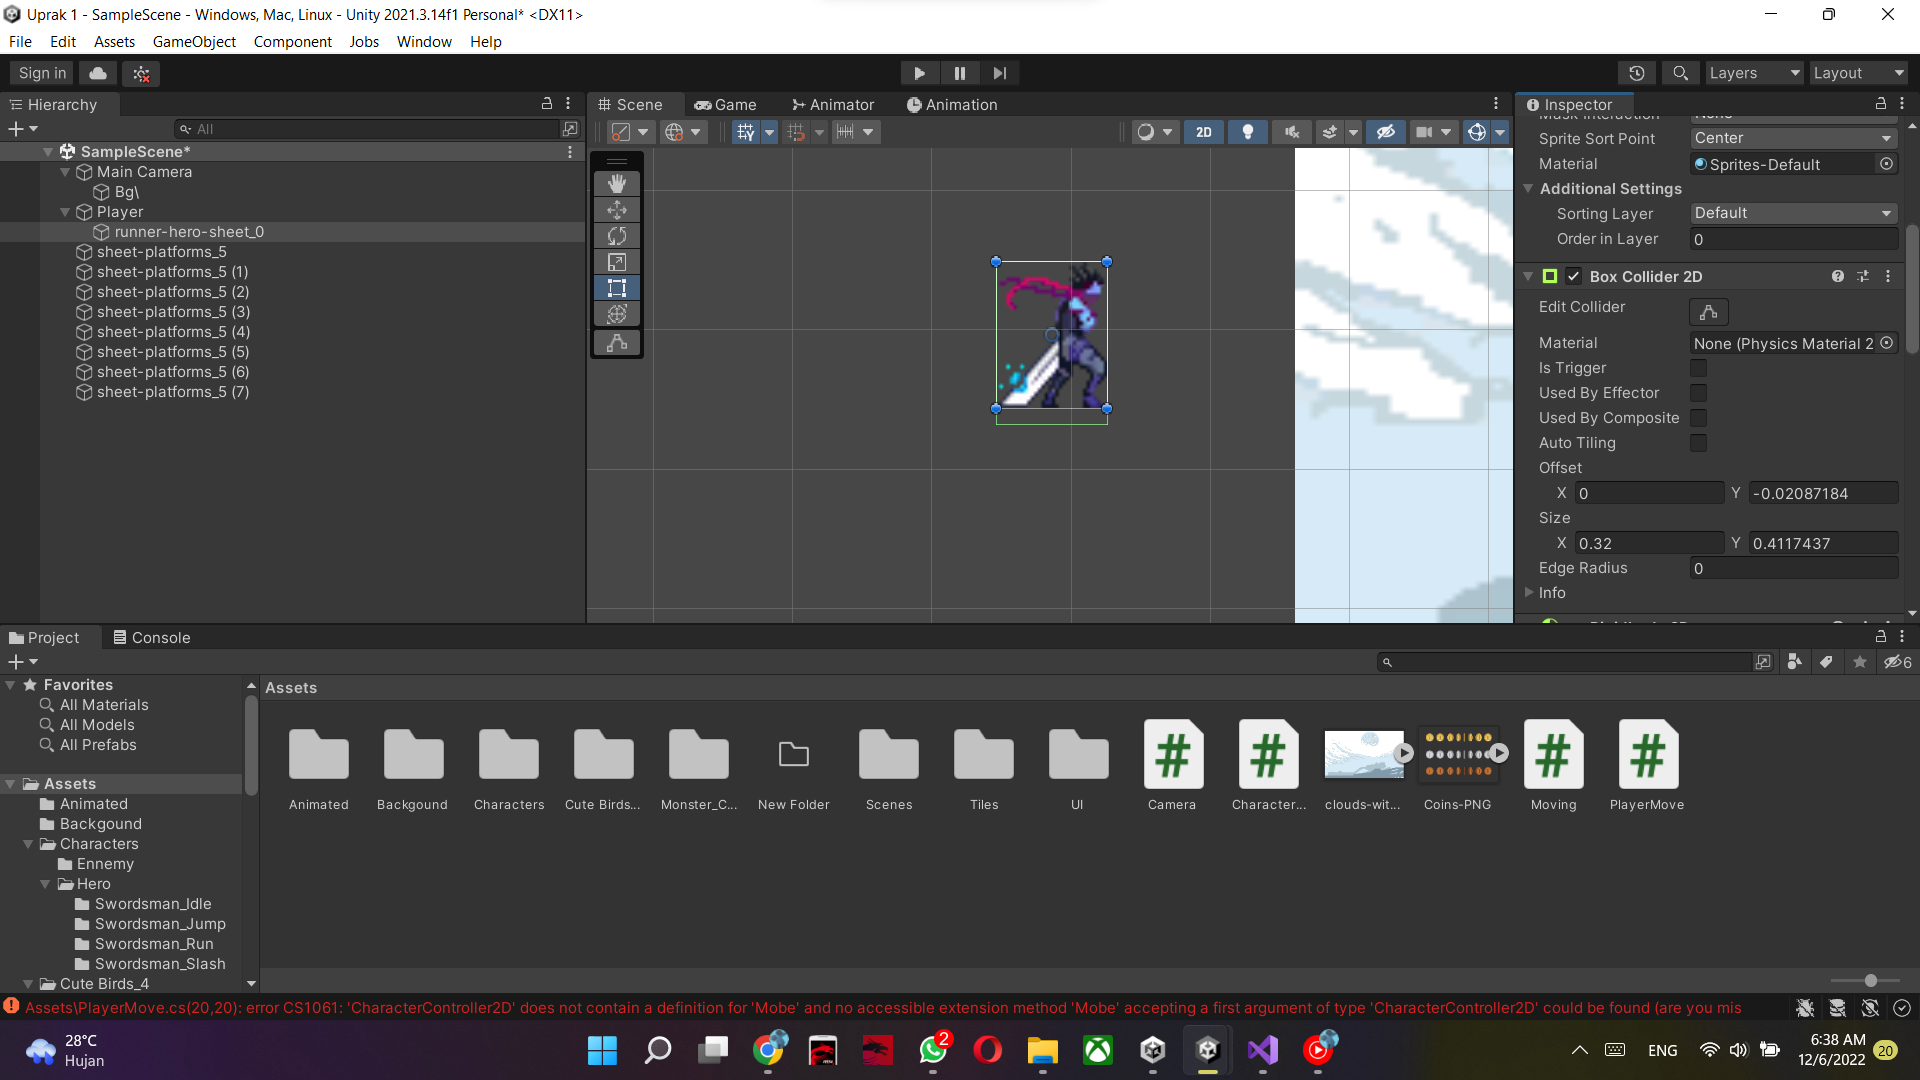 Uprak 1 - SampleScene - Windows, Mac, Linux - Unity 2021.3.14f1 Personal* <DX11>
File Edit Assets GameObject Component Jobs Window Help
Sign in
Layers Layout
Hierarchy
All
SampleScene*
Main Camera
Bg\
Player
runner-hero-sheet_0
sheet-platforms_5
sheet-platforms_5 (1)
sheet-platforms_5 (2)
sheet-platforms_5 (3)
sheet-platforms_5 (4)
sheet-platforms_5 (5)
sheet-platforms_5 (6)
sheet-platforms_5 (7)
Scene Game Animator Animation
2D
Inspector
Sprite Sort Point Center
Material Sprites-Default
Additional Settings
Sorting Layer Default
Order in Layer 0
Box Collider 2D
Edit Collider
Material None (Physics Material 2
Is Trigger
Used By Effector
Used By Composite
Auto Tiling
Offset
X 0 Y -0.02087184
Size
X 0.32 Y 0.4117437
Edge Radius 0
Info
Project Console
6
Favorites
All Materials
All Models
All Prefabs
Assets
Animated
Backgound
Characters
Ennemy
Hero
Swordsman_Idle
Swordsman_Jump
Swordsman_Run
Swordsman_Slash
Cute Birds_4
Assets
Animated Backgound Characters Cute Birds... Monster_C... New Folder Scenes Tiles UI Camera Character... clouds-wit... Coins-PNG Moving PlayerMove
Assets\PlayerMove.cs(20,20): error CS1061: 'CharacterController2D' does not contain a definition for 'Mobe' and no accessible extension method 'Mobe' accepting a first argument of type 'CharacterController2D' could be found (are you mis
28°C
Hujan
2
ENG
6:38 AM
12/6/2022
20